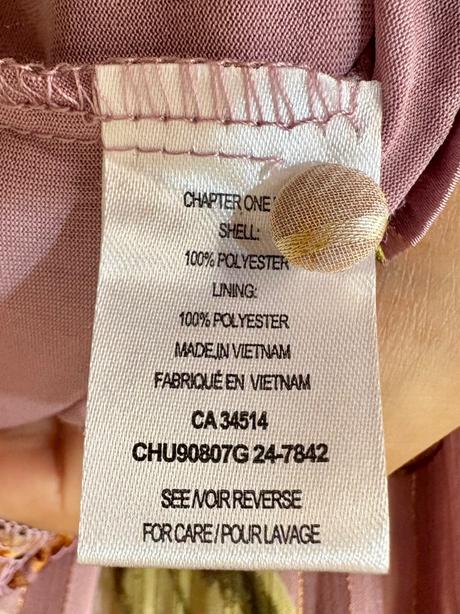 CHAPTER ONE
SHELL:
100% POLYESTER
LINING:
100% POLYESTER
MADE IN VIETNAM
FABRIQUÉ EN VIETNAM
CA 34514
CHU90807G 24-7842
SEE/VOIR REVERSE
FOR CARE / POUR LAVAGE